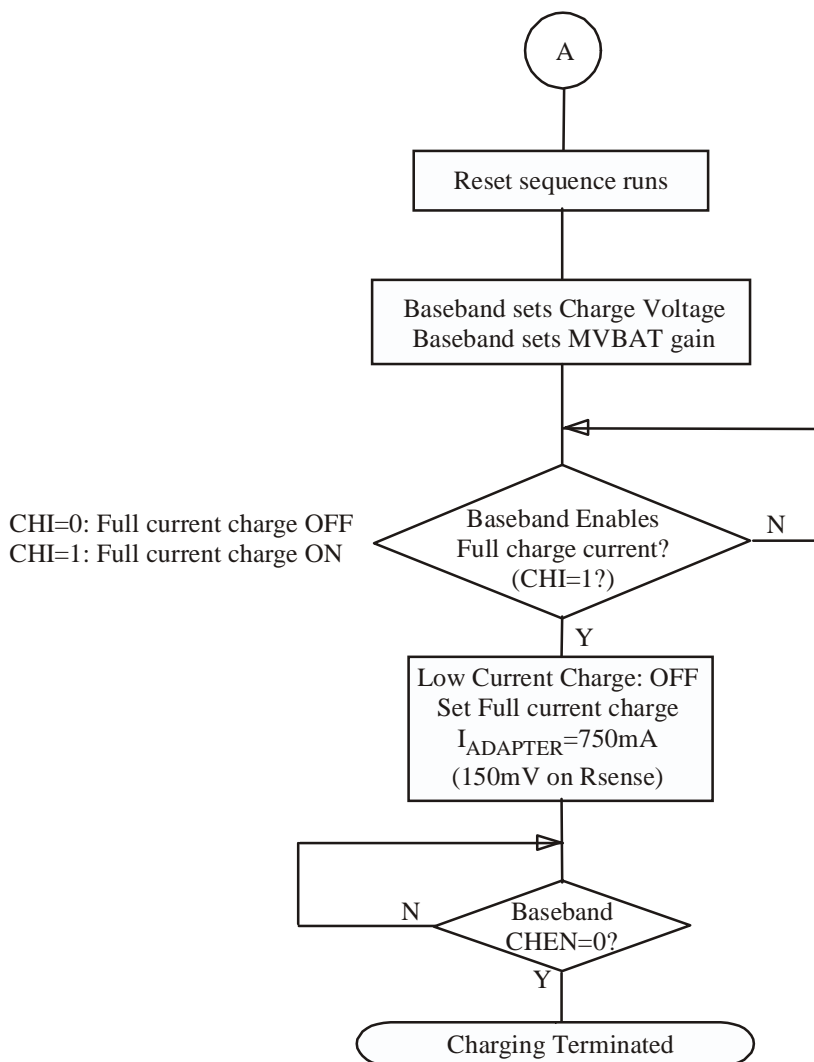 A
Reset sequence runs
Baseband sets Charge Voltage
Baseband sets MVBAT gain
CHI=0: Full current charge OFF
CHI=1: Full current charge ON
Baseband Enables
Full charge current?
(CHI=1?)
N
Y
Low Current Charge: OFF
Set Full current charge
I_ADAPTER=750mA
(150mV on Rsense)
N
Baseband
CHEN=0?
Y
Charging Terminated